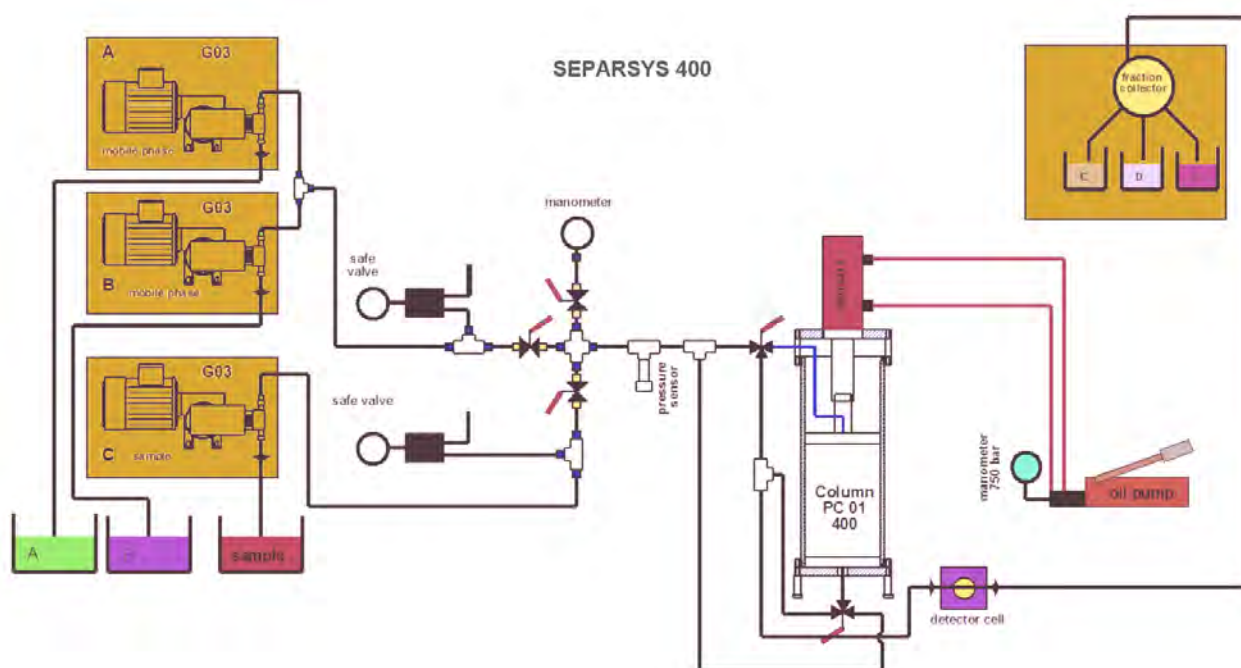 SEPARSYS 400
A
G03
mobile phase
G03
B
mobile phase
G03
C
sample
A
sample
safe
valve
manometer
safe valve
pressure
sensor
fraction
collector
C
D
Column
PC 01
400
manometer
750 bar
oil pump
detector cell